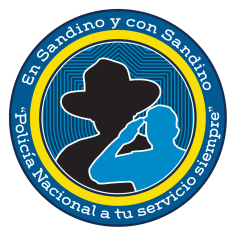 En Sandino y con Sandino
"Policía Nacional a tu servicio siempre"